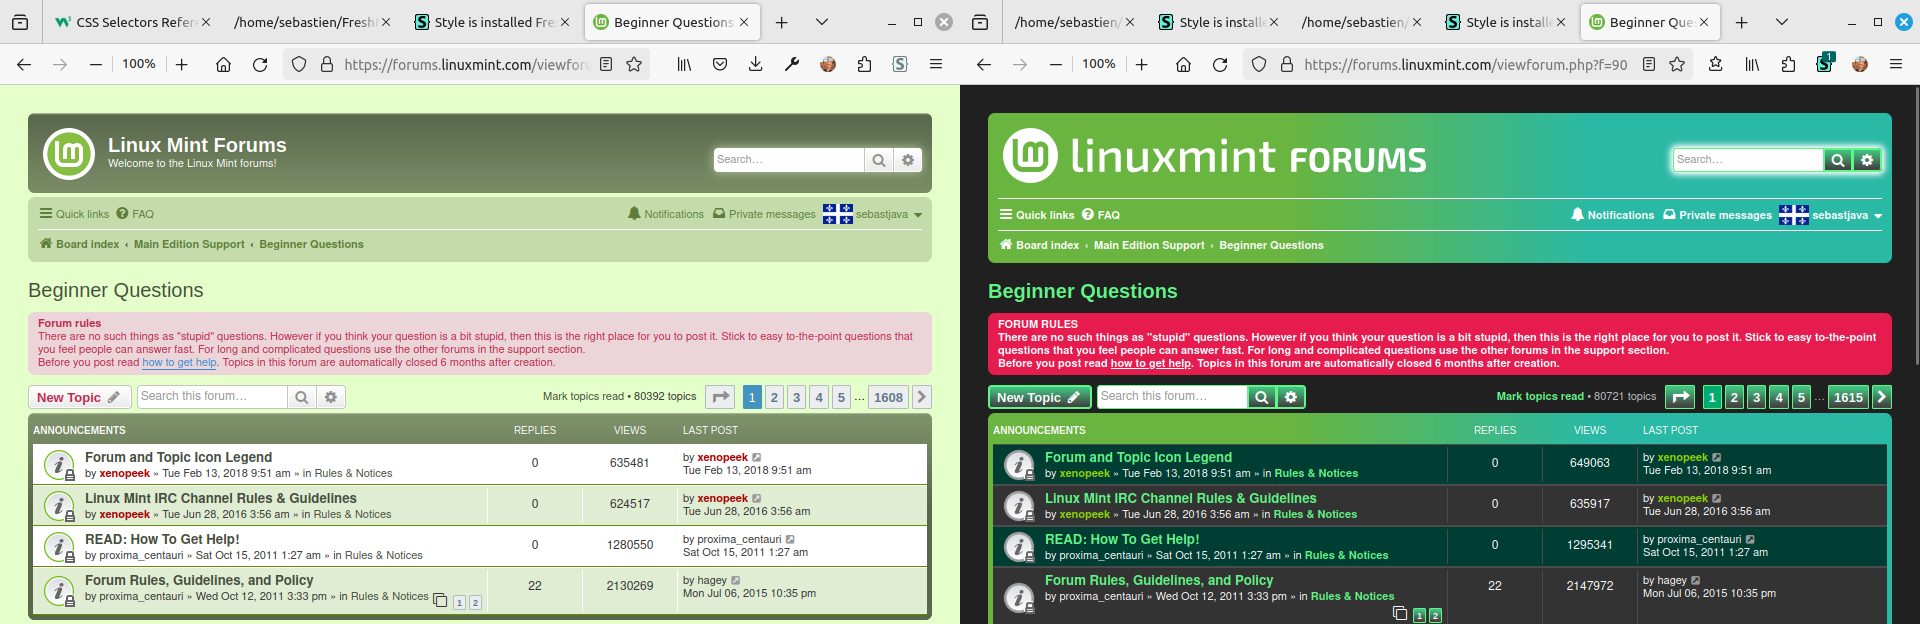 CSS Selectors Refer
/home/sebastien/Fresh
Style is installed Fre
Beginner Questions
100%
https://forums.linuxmint.com/viewforu
Linux Mint Forums
Welcome to the Linux Mint forums!
Search…
Quick links FAQ
Notifications Private messages sebastjava
Board index ‹ Main Edition Support ‹ Beginner Questions
Beginner Questions
Forum rules
There are no such things as "stupid" questions. However if you think your question is a bit stupid, then this is the right place for you to post it. Stick to easy to-the-point questions that
you feel people can answer fast. For long and complicated questions use the other forums in the support section.
Before you post read how to get help. Topics in this forum are automatically closed 6 months after creation.
New Topic Search this forum… Mark topics read • 80392 topics 1 2 3 4 5 … 1608
ANNOUNCEMENTS REPLIES VIEWS LAST POST
Forum and Topic Icon Legend
by xenopeek » Tue Feb 13, 2018 9:51 am » in Rules & Notices
0 635481
by xenopeek
Tue Feb 13, 2018 9:51 am
Linux Mint IRC Channel Rules & Guidelines
by xenopeek » Tue Jun 28, 2016 3:56 am » in Rules & Notices
0 624517
by xenopeek
Tue Jun 28, 2016 3:56 am
READ: How To Get Help!
by proxima_centauri » Sat Oct 15, 2011 1:27 am » in Rules & Notices
0 1280550
by proxima_centauri
Sat Oct 15, 2011 1:27 am
Forum Rules, Guidelines, and Policy
by proxima_centauri » Wed Oct 12, 2011 3:33 pm » in Rules & Notices 1 2
22 2130269
by hagey
Mon Jul 06, 2015 10:35 pm
/home/sebastien/
Style is installe
/home/sebastien/
Style is installe
Beginner Que
100%
https://forums.linuxmint.com/viewforum.php?f=90
1
linuxmint FORUMS
Search…
Quick links FAQ
Notifications Private messages sebastjava
Board index ‹ Main Edition Support ‹ Beginner Questions
Beginner Questions
FORUM RULES
There are no such things as "stupid" questions. However if you think your question is a bit stupid, then this is the right place for you to post it. Stick to easy to-the-point
questions that you feel people can answer fast. For long and complicated questions use the other forums in the support section.
Before you post read how to get help. Topics in this forum are automatically closed 6 months after creation.
New Topic Search this forum… Mark topics read • 80721 topics 1 2 3 4 5 … 1615
ANNOUNCEMENTS REPLIES VIEWS LAST POST
Forum and Topic Icon Legend
by xenopeek » Tue Feb 13, 2018 9:51 am » in Rules & Notices
0 649063
by xenopeek
Tue Feb 13, 2018 9:51 am
Linux Mint IRC Channel Rules & Guidelines
by xenopeek » Tue Jun 28, 2016 3:56 am » in Rules & Notices
0 635917
by xenopeek
Tue Jun 28, 2016 3:56 am
READ: How To Get Help!
by proxima_centauri » Sat Oct 15, 2011 1:27 am » in Rules & Notices
0 1295341
by proxima_centauri
Sat Oct 15, 2011 1:27 am
Forum Rules, Guidelines, and Policy
by proxima_centauri » Wed Oct 12, 2011 3:33 pm » in Rules & Notices
1 2
22 2147972
by hagey
Mon Jul 06, 2015 10:35 pm